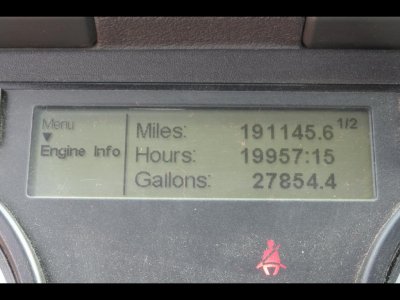 Menu
Engine Info
Miles: 191145.6 1/2
Hours: 19957:15
Gallons: 27854.4